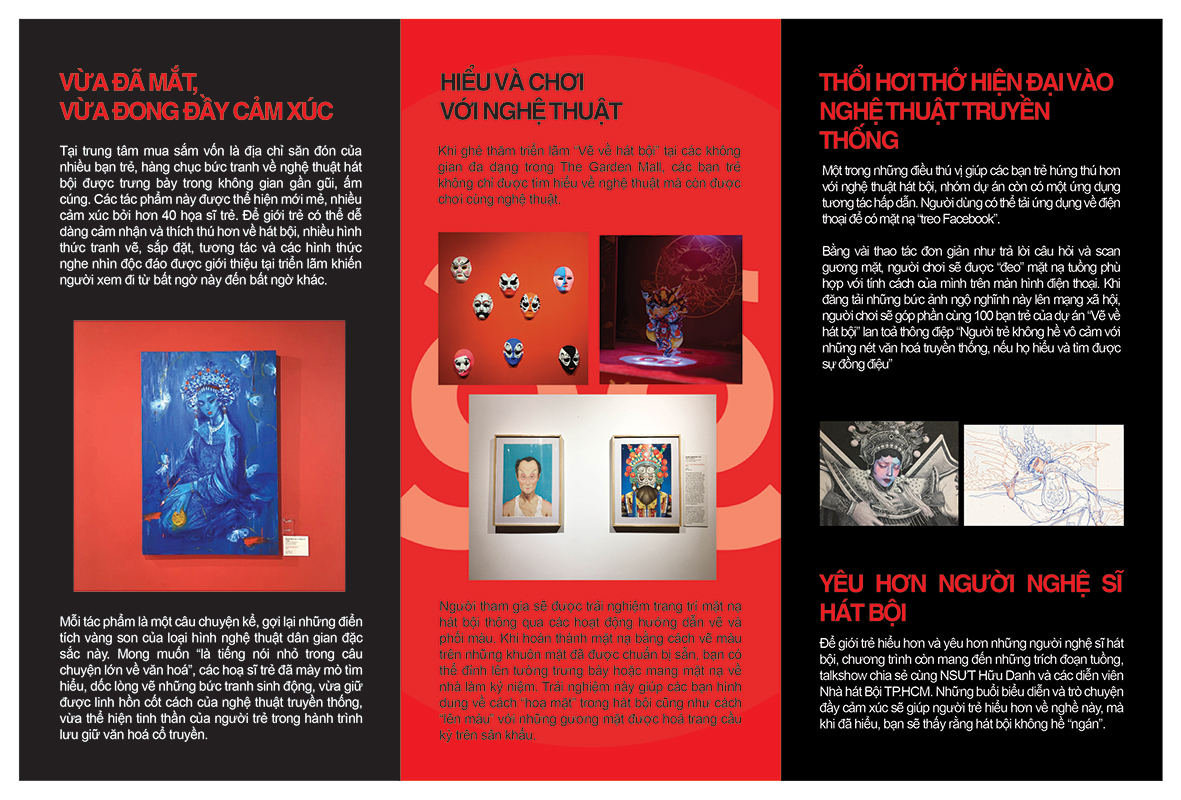 VỪA ĐÃ MẮT,
VỪA ĐONG ĐẦY CẢM XÚC
Tại trung tâm mua sắm vốn là địa chỉ săn đón của
nhiều bạn trẻ, hàng chục bức tranh về nghệ thuật hát
bội được trưng bày trong không gian gần gũi, ấm
cúng. Các tác phẩm này được thể hiện mới mẻ, nhiều
cảm xúc bởi hơn 40 họa sĩ trẻ. Để giới trẻ có thể dễ
dàng cảm nhận và thích thú hơn về hát bội, nhiều hình
thức tranh vẽ, sắp đặt, tương tác và các hình thức
nghe nhìn độc đáo được giới thiệu tại triển lãm khiến
người xem đi từ bất ngờ này đến bất ngờ khác.
Mỗi tác phẩm là một câu chuyện kể, gợi lại những điển
tích vàng son của loại hình nghệ thuật dân gian đặc
sắc này. Mong muốn “là tiếng nói nhỏ trong câu
chuyện lớn về văn hoá”, các hoạ sĩ trẻ đã mày mò tìm
hiểu, dốc lòng vẽ những bức tranh sinh động, vừa giữ
được linh hồn cốt cách của nghệ thuật truyền thống,
vừa thể hiện tinh thần của người trẻ trong hành trình
lưu giữ văn hoá cổ truyền.
HIỂU VÀ CHƠI
VỚI NGHỆ THUẬT
Khi ghé thăm triển lãm “Vẽ về hát bội” tại các không
gian đa dạng trong The Garden Mall, các bạn trẻ
không chỉ được tìm hiểu về nghệ thuật mà còn được
chơi cùng nghệ thuật.
Người tham gia sẽ được trải nghiệm trang trí mặt nạ
hát bội thông qua các hoạt động hướng dẫn vẽ và
phối màu. Khi hoàn thành mặt nạ bằng cách vẽ màu
trên những khuôn mặt đã được chuẩn bị sẵn, bạn có
thể đính lên tường trưng bày hoặc mang mặt nạ về
nhà làm kỷ niệm. Trải nghiệm này giúp các bạn hình
dung về cách “hoạ mặt” trong hát bội cũng như cách
“lên màu” với những gương mặt được hoá trang cầu
kỳ trên sân khấu.
THỔI HƠI THỞ HIỆN ĐẠI VÀO
NGHỆ THUẬT TRUYỀN
THỐNG
Một trong những điều thú vị giúp các bạn trẻ hứng thú hơn
với nghệ thuật hát bội, nhóm dự án còn có một ứng dụng
tương tác hấp dẫn. Người dùng có thể tải ứng dụng về điện
thoại để có mặt nạ “treo Facebook”.
Bằng vài thao tác đơn giản như trả lời câu hỏi và scan
gương mặt, người chơi sẽ được “đeo” mặt nạ tuồng phù
hợp với tính cách của mình trên màn hình điện thoại. Khi
đăng tải những bức ảnh ngộ nghĩnh này lên mạng xã hội,
người chơi sẽ góp phần cùng 100 bạn trẻ của dự án “Vẽ về
hát bội” lan toả thông điệp “Người trẻ không hề vô cảm với
những nét văn hoá truyền thống, nếu họ hiểu và tìm được
sự đồng điệu”
YÊU HƠN NGƯỜI NGHỆ SĨ
HÁT BỘI
Để giới trẻ hiểu hơn và yêu hơn những người nghệ sĩ hát
bội, chương trình còn mang đến những trích đoạn tuồng,
talkshow chia sẻ cùng NSƯT Hữu Danh và các diễn viên
Nhà hát Bội TP.HCM. Những buổi biểu diễn và trò chuyện
đầy cảm xúc sẽ giúp người trẻ hiểu hơn về nghề này, mà
khi đã hiểu, bạn sẽ thấy rằng hát bội không hề “ngán”.